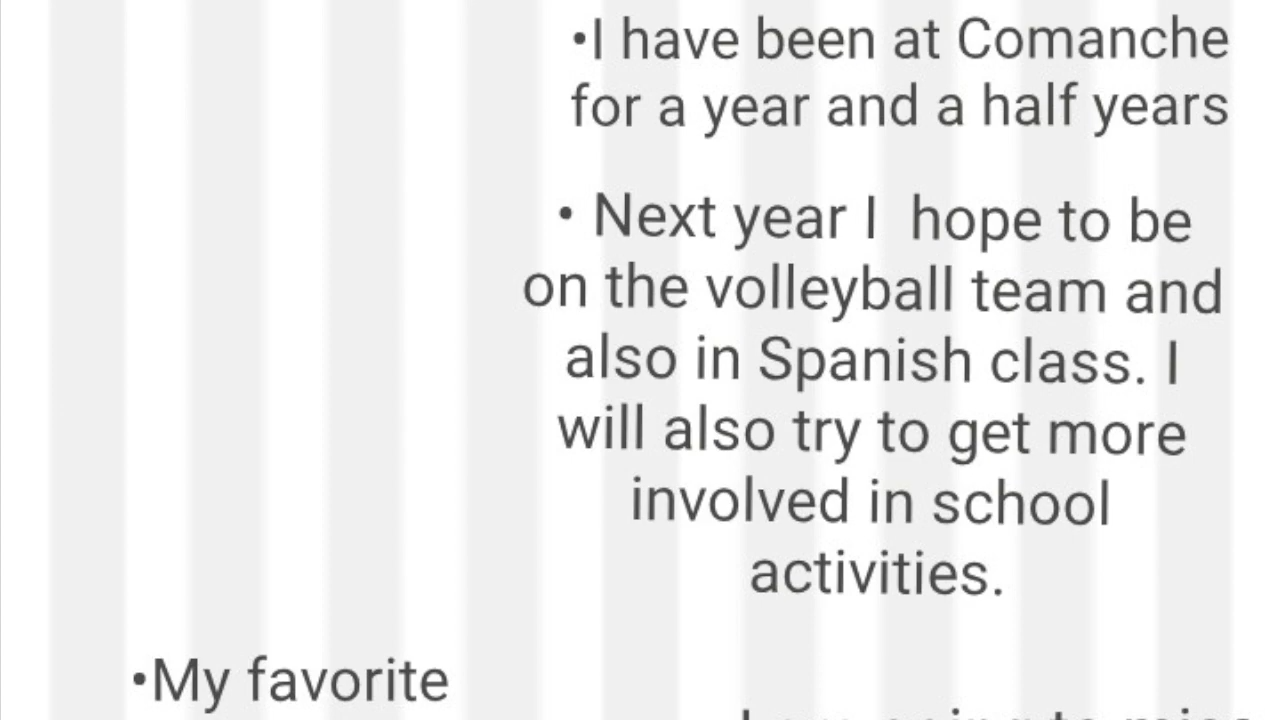 •I have been at Comanche
for a year and a half years
• Next year I  hope to be
on the volleyball team and
also in Spanish class. I
will also try to get more
involved in school
activities.
•My favorite